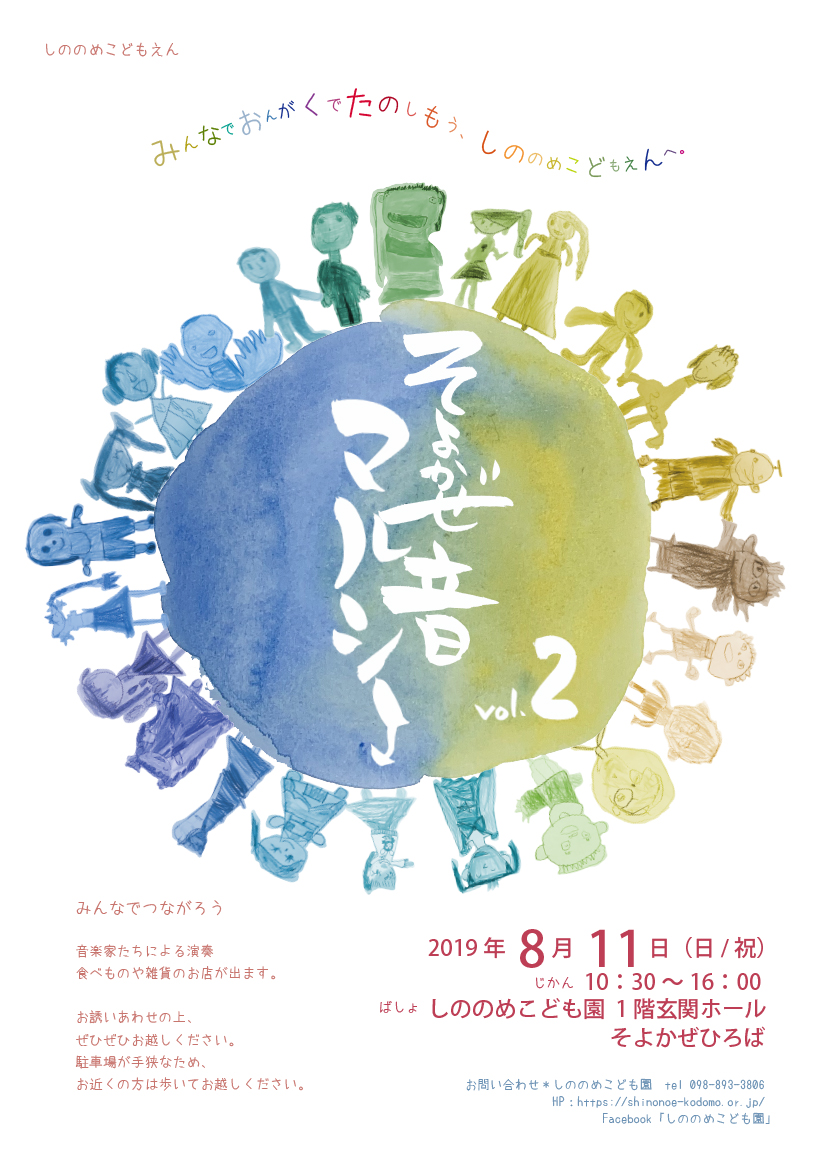 しののめこどもえん
みんなでおんがくでたのしもう、しののめこどもえんへ。
そよかぜ音
マルシェ
vol.2
みんなでつながろう
音楽家たちによる演奏
食べものや雑貨のお店が出ます。
お誘いあわせの上、
ぜひぜひお越しください。
駐車場が手狭なため、
お近くの方は歩いてお越しください。
2019年 8月 11日（日/祝）
じかん 10：30～16：00
ばしょ しののめこども園 1階玄関ホール
そよかぜひろば
お問い合わせ＊しののめこども園 tel 098-893-3806
HP：https://shinonoe-kodomo.or.jp/
Facebook「しののめこども園」